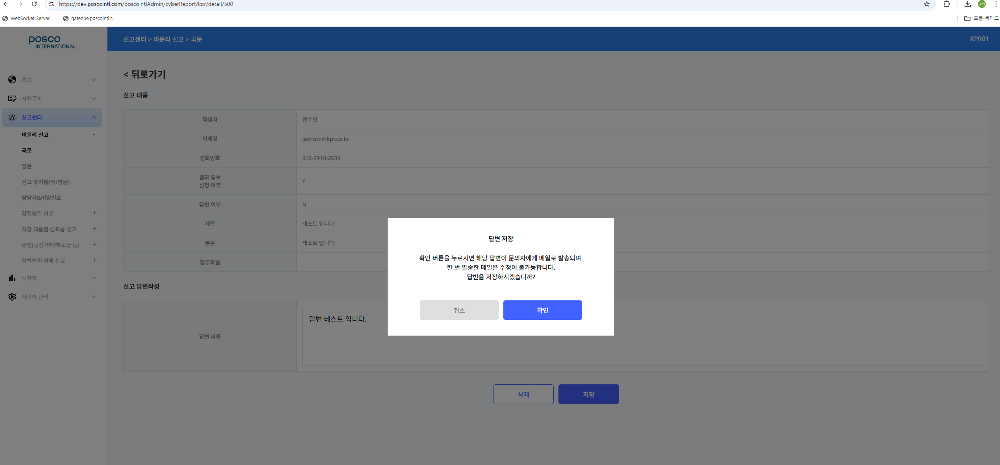 https://dev.poscointl.com/poscointlAdmin/cyberReport/kor/detail/500
수민
WebSocket Server...
gateone.poscointl.c...
모든 북마크
posco
INTERNATIONAL
신고센터 > 비윤리 신고 > 국문
KPR01
홍보
사업문의
신고센터
비윤리 신고 -
국문
영문
신고 휴지통(국/영문)
담당자&비밀번호
갑질행위 신고 +
직장 괴롭힘·성희롱 신고 +
준법(공정거래/하도급 등) +
일반인권 침해 신고 +
투자자
사용자 관리
< 뒤로가기
신고 내용
작성자 전수민
이메일 jeonsm@kpr.co.kr
전화번호 010-2910-2639
결과 통보
신청 여부 Y
답변 여부 N
제목 테스트 입니다.
본문 테스트 입니다.
첨부파일
신고 답변작성
답변 내용 답변 테스트 입니다.
삭제 저장
답변 저장
확인 버튼을 누르시면 해당 답변이 문의자에게 메일로 발송되며,
한 번 발송한 메일은 수정이 불가능합니다.
답번을 저장하시겠습니까?
취소 확인